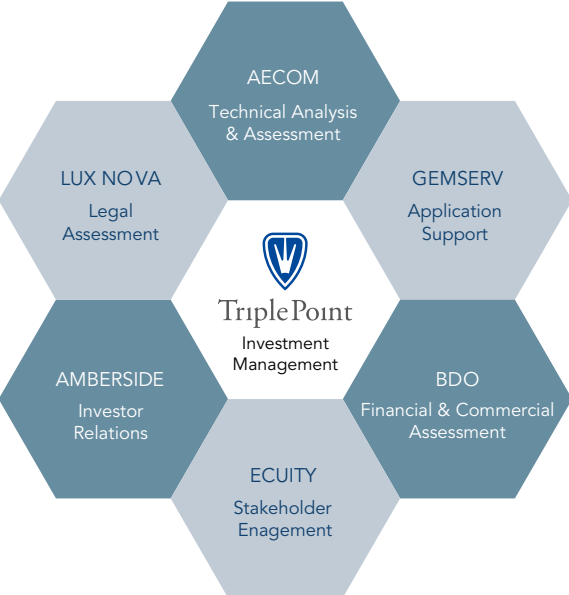 AECOM
Technical Analysis
& Assessment
LUX NOVA
Legal
Assessment
GEMSERV
Application
Support
TriplePoint
Investment
Management
AMBERSIDE
Investor
Relations
BDO
Financial & Commercial
Assessment
ECUITY
Stakeholder
Enagement